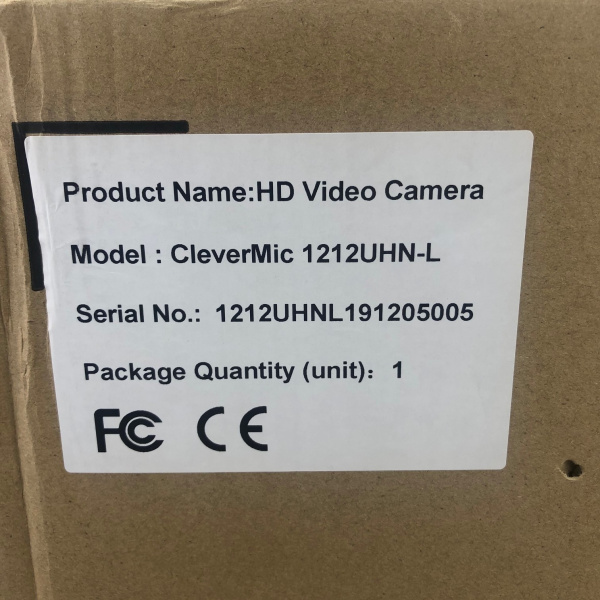 Product Name:HD Video Camera
Model : CleverMic 1212UHN-L
Serial No.: 1212UHNL191205005
Package Quantity (unit)：1
FC CE